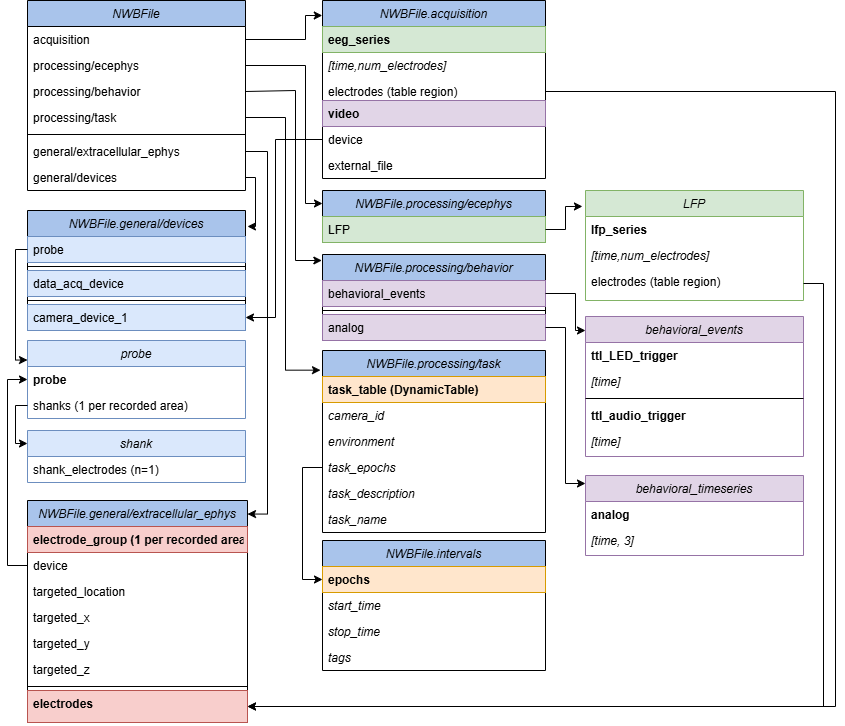 NWBFile
acquisition
processing/ecephys
processing/behavior
processing/task
general/extracellular_ephys
general/devices
NWBFile.general/devices
probe
data_acq_device
camera_device_1
probe
probe
shanks (1 per recorded area)
shank
shank_electrodes (n=1)
NWBFile.general/extracellular_ephys
electrode_group (1 per recorded area
device
targeted_location
targeted_x
targeted_y
targeted_z
electrodes
NWBFile.acquisition
eeg_series
[time,num_electrodes]
electrodes (table region)
video
device
external_file
NWBFile.processing/ecephys
LFP
NWBFile.processing/behavior
behavioral_events
analog
NWBFile.processing/task
task_table (DynamicTable)
camera_id
environment
task_epochs
task_description
task_name
NWBFile.intervals
epochs
start_time
stop_time
tags
LFP
lfp_series
[time,num_electrodes]
electrodes (table region)
behavioral_events
ttl_LED_trigger
[time]
ttl_audio_trigger
[time]
behavioral_timeseries
analog
[time, 3]